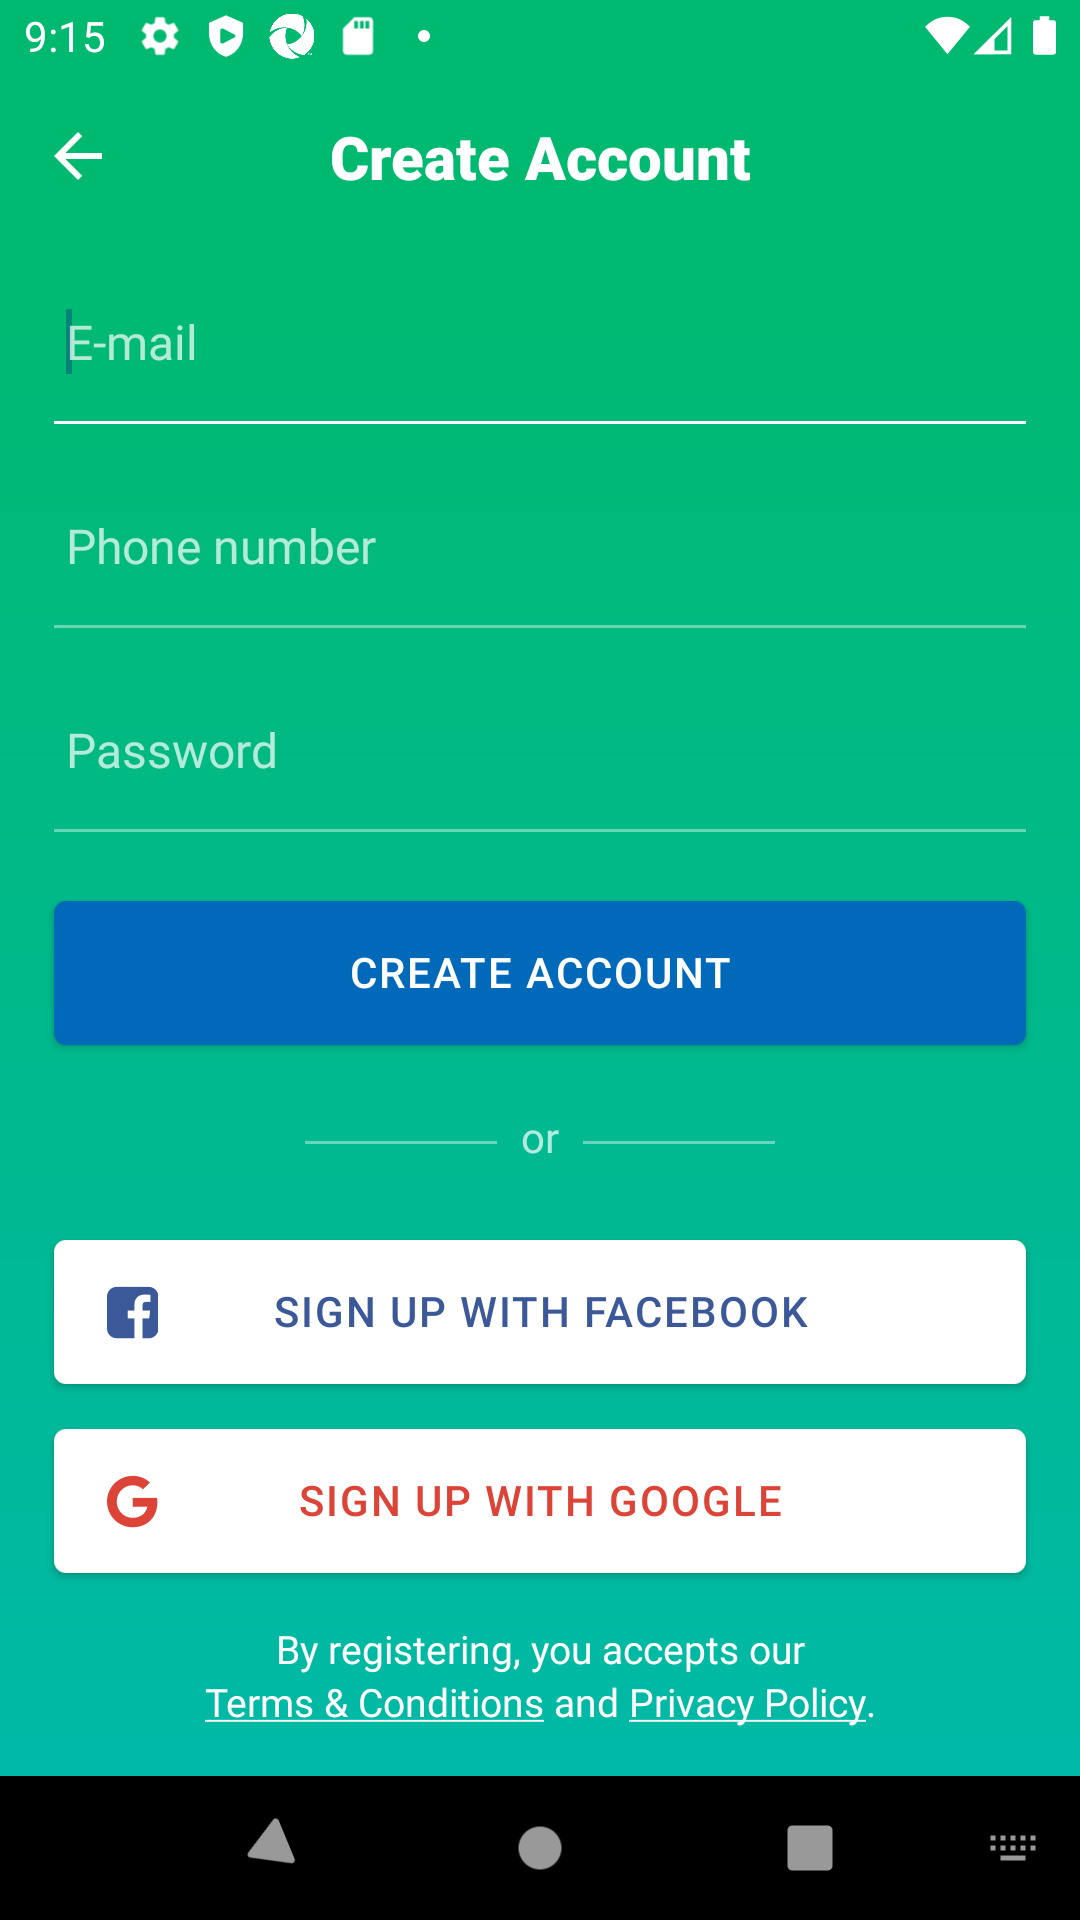 9:15
Create Account
E-mail
Phone number
Password
CREATE ACCOUNT
or
SIGN UP WITH FACEBOOK
SIGN UP WITH GOOGLE
By registering, you accepts our
Terms & Conditions and Privacy Policy.